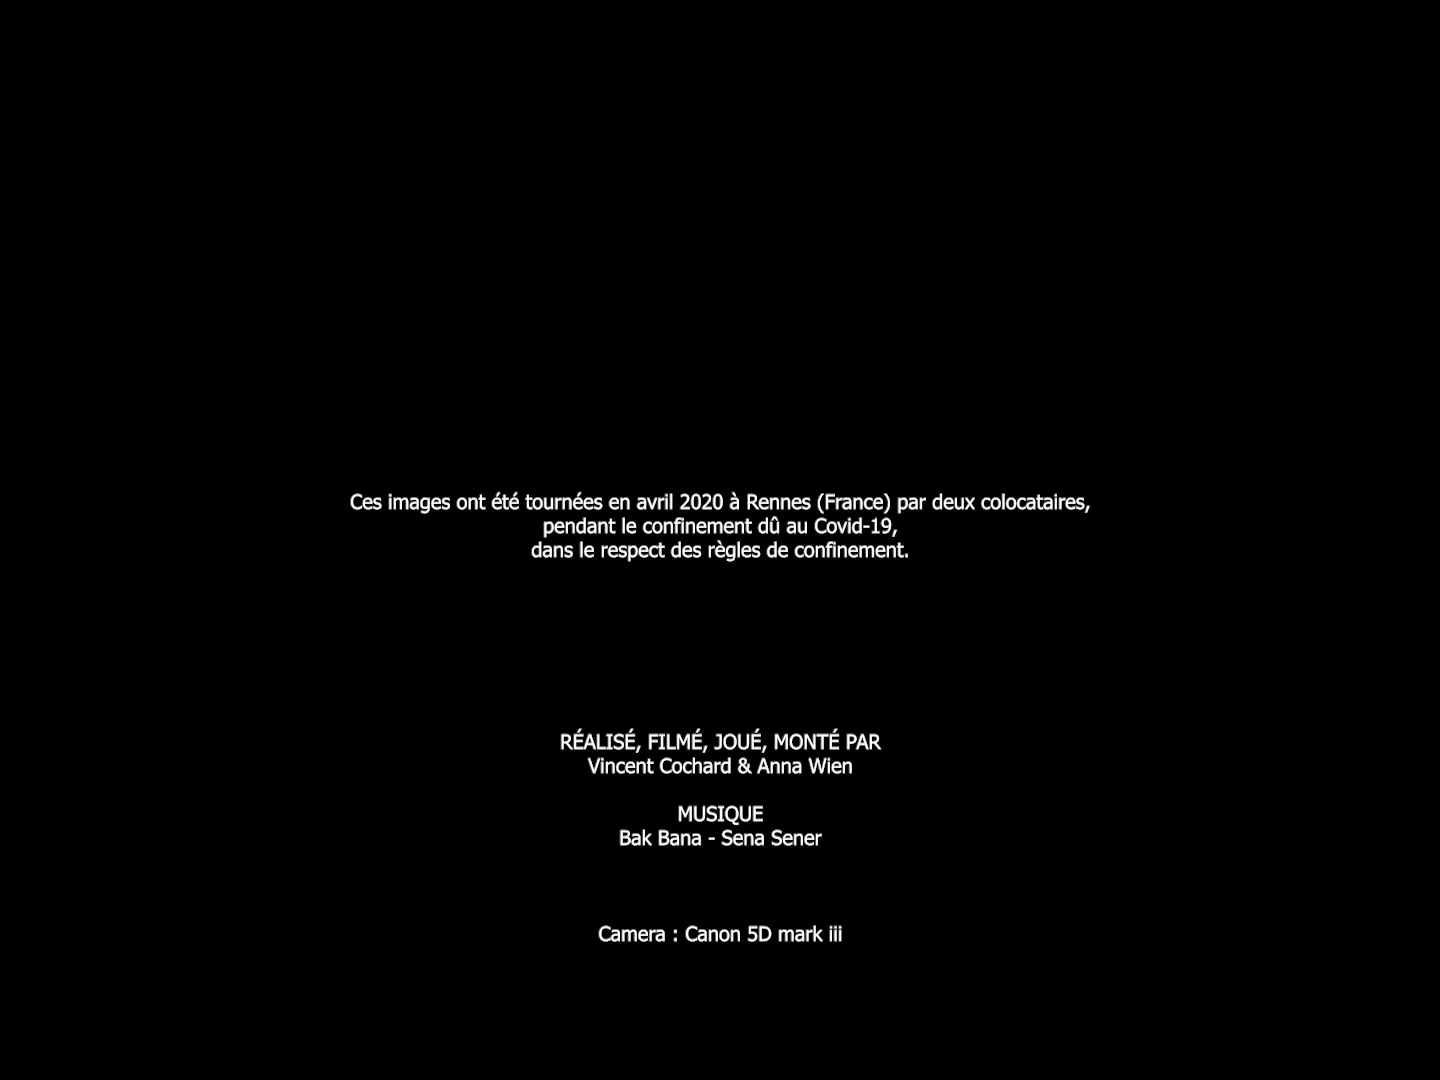 Ces images ont été tournées en avril 2020 à Rennes (France) par deux colocataires,
pendant le confinement dû au Covid-19,
dans le respect des règles de confinement.
RÉALISÉ, FILMÉ, JOUÉ, MONTÉ PAR
Vincent Cochard & Anna Wien
MUSIQUE
Bak Bana - Sena Sener
Camera : Canon 5D mark iii